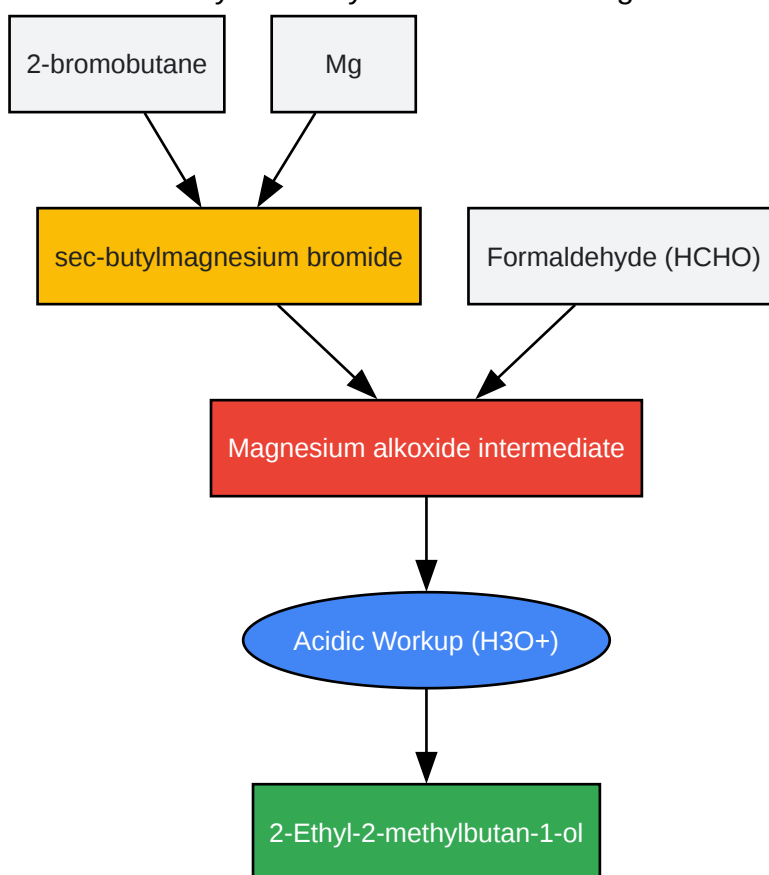 2-bromobutane
Mg
sec-butylmagnesium bromide
Formaldehyde (HCHO)
Magnesium alkoxide intermediate
Acidic Workup (H3O+)
2-Ethyl-2-methylbutan-1-ol